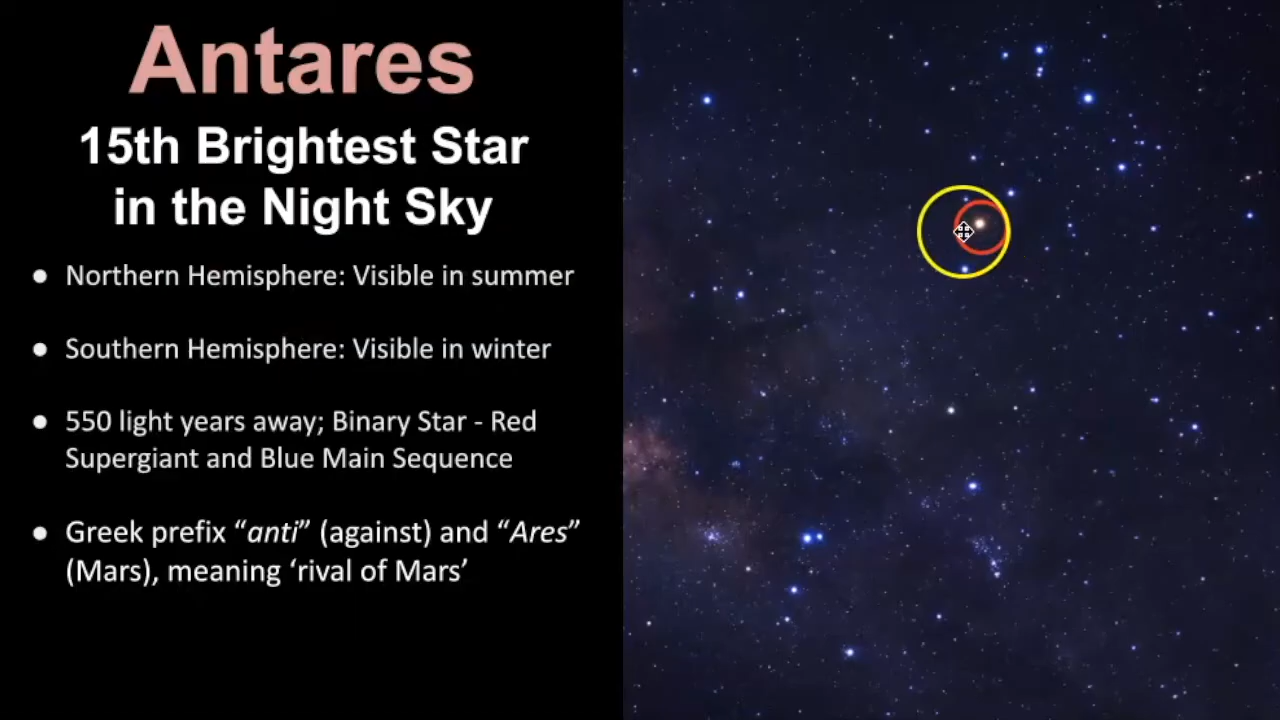 Antares
15th Brightest Star
in the Night Sky
● Northern Hemisphere: Visible in summer
● Southern Hemisphere: Visible in winter
● 550 light years away; Binary Star - Red
Supergiant and Blue Main Sequence
● Greek prefix “anti” (against) and “Ares”
(Mars), meaning ‘rival of Mars’